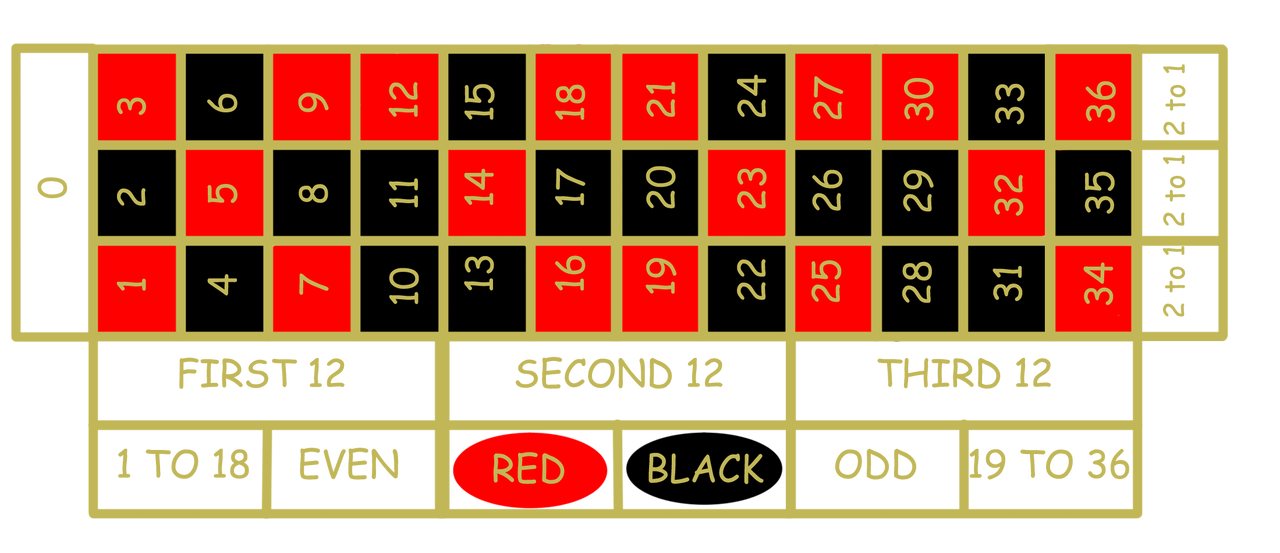 3 6 9 12 15 18 21 24 27 30 33 36 2 to 1
0 2 5 8 11 14 17 20 23 26 29 32 35 2 to 1
1 4 7 10 13 16 19 22 25 28 31 34 2 to 1
FIRST 12 SECOND 12 THIRD 12
1 TO 18 EVEN RED BLACK ODD 19 TO 36